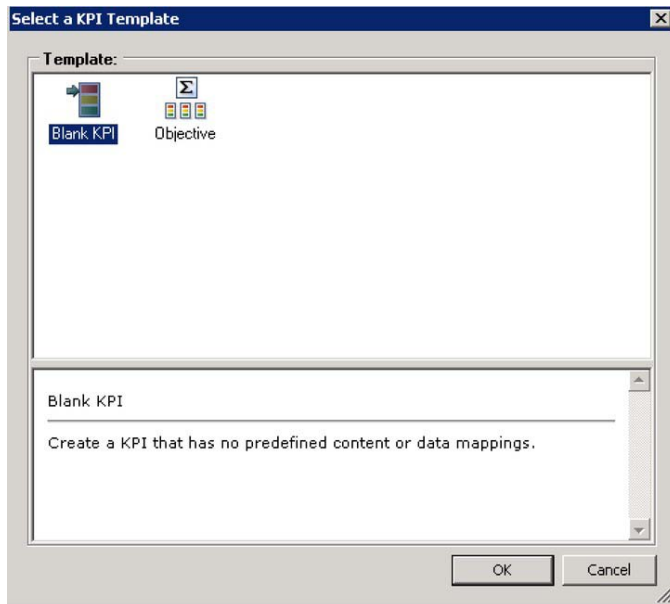 Select a KPI Template
Template:
Blank KPI Objective
Blank KPI
Create a KPI that has no predefined content or data mappings.
OK Cancel